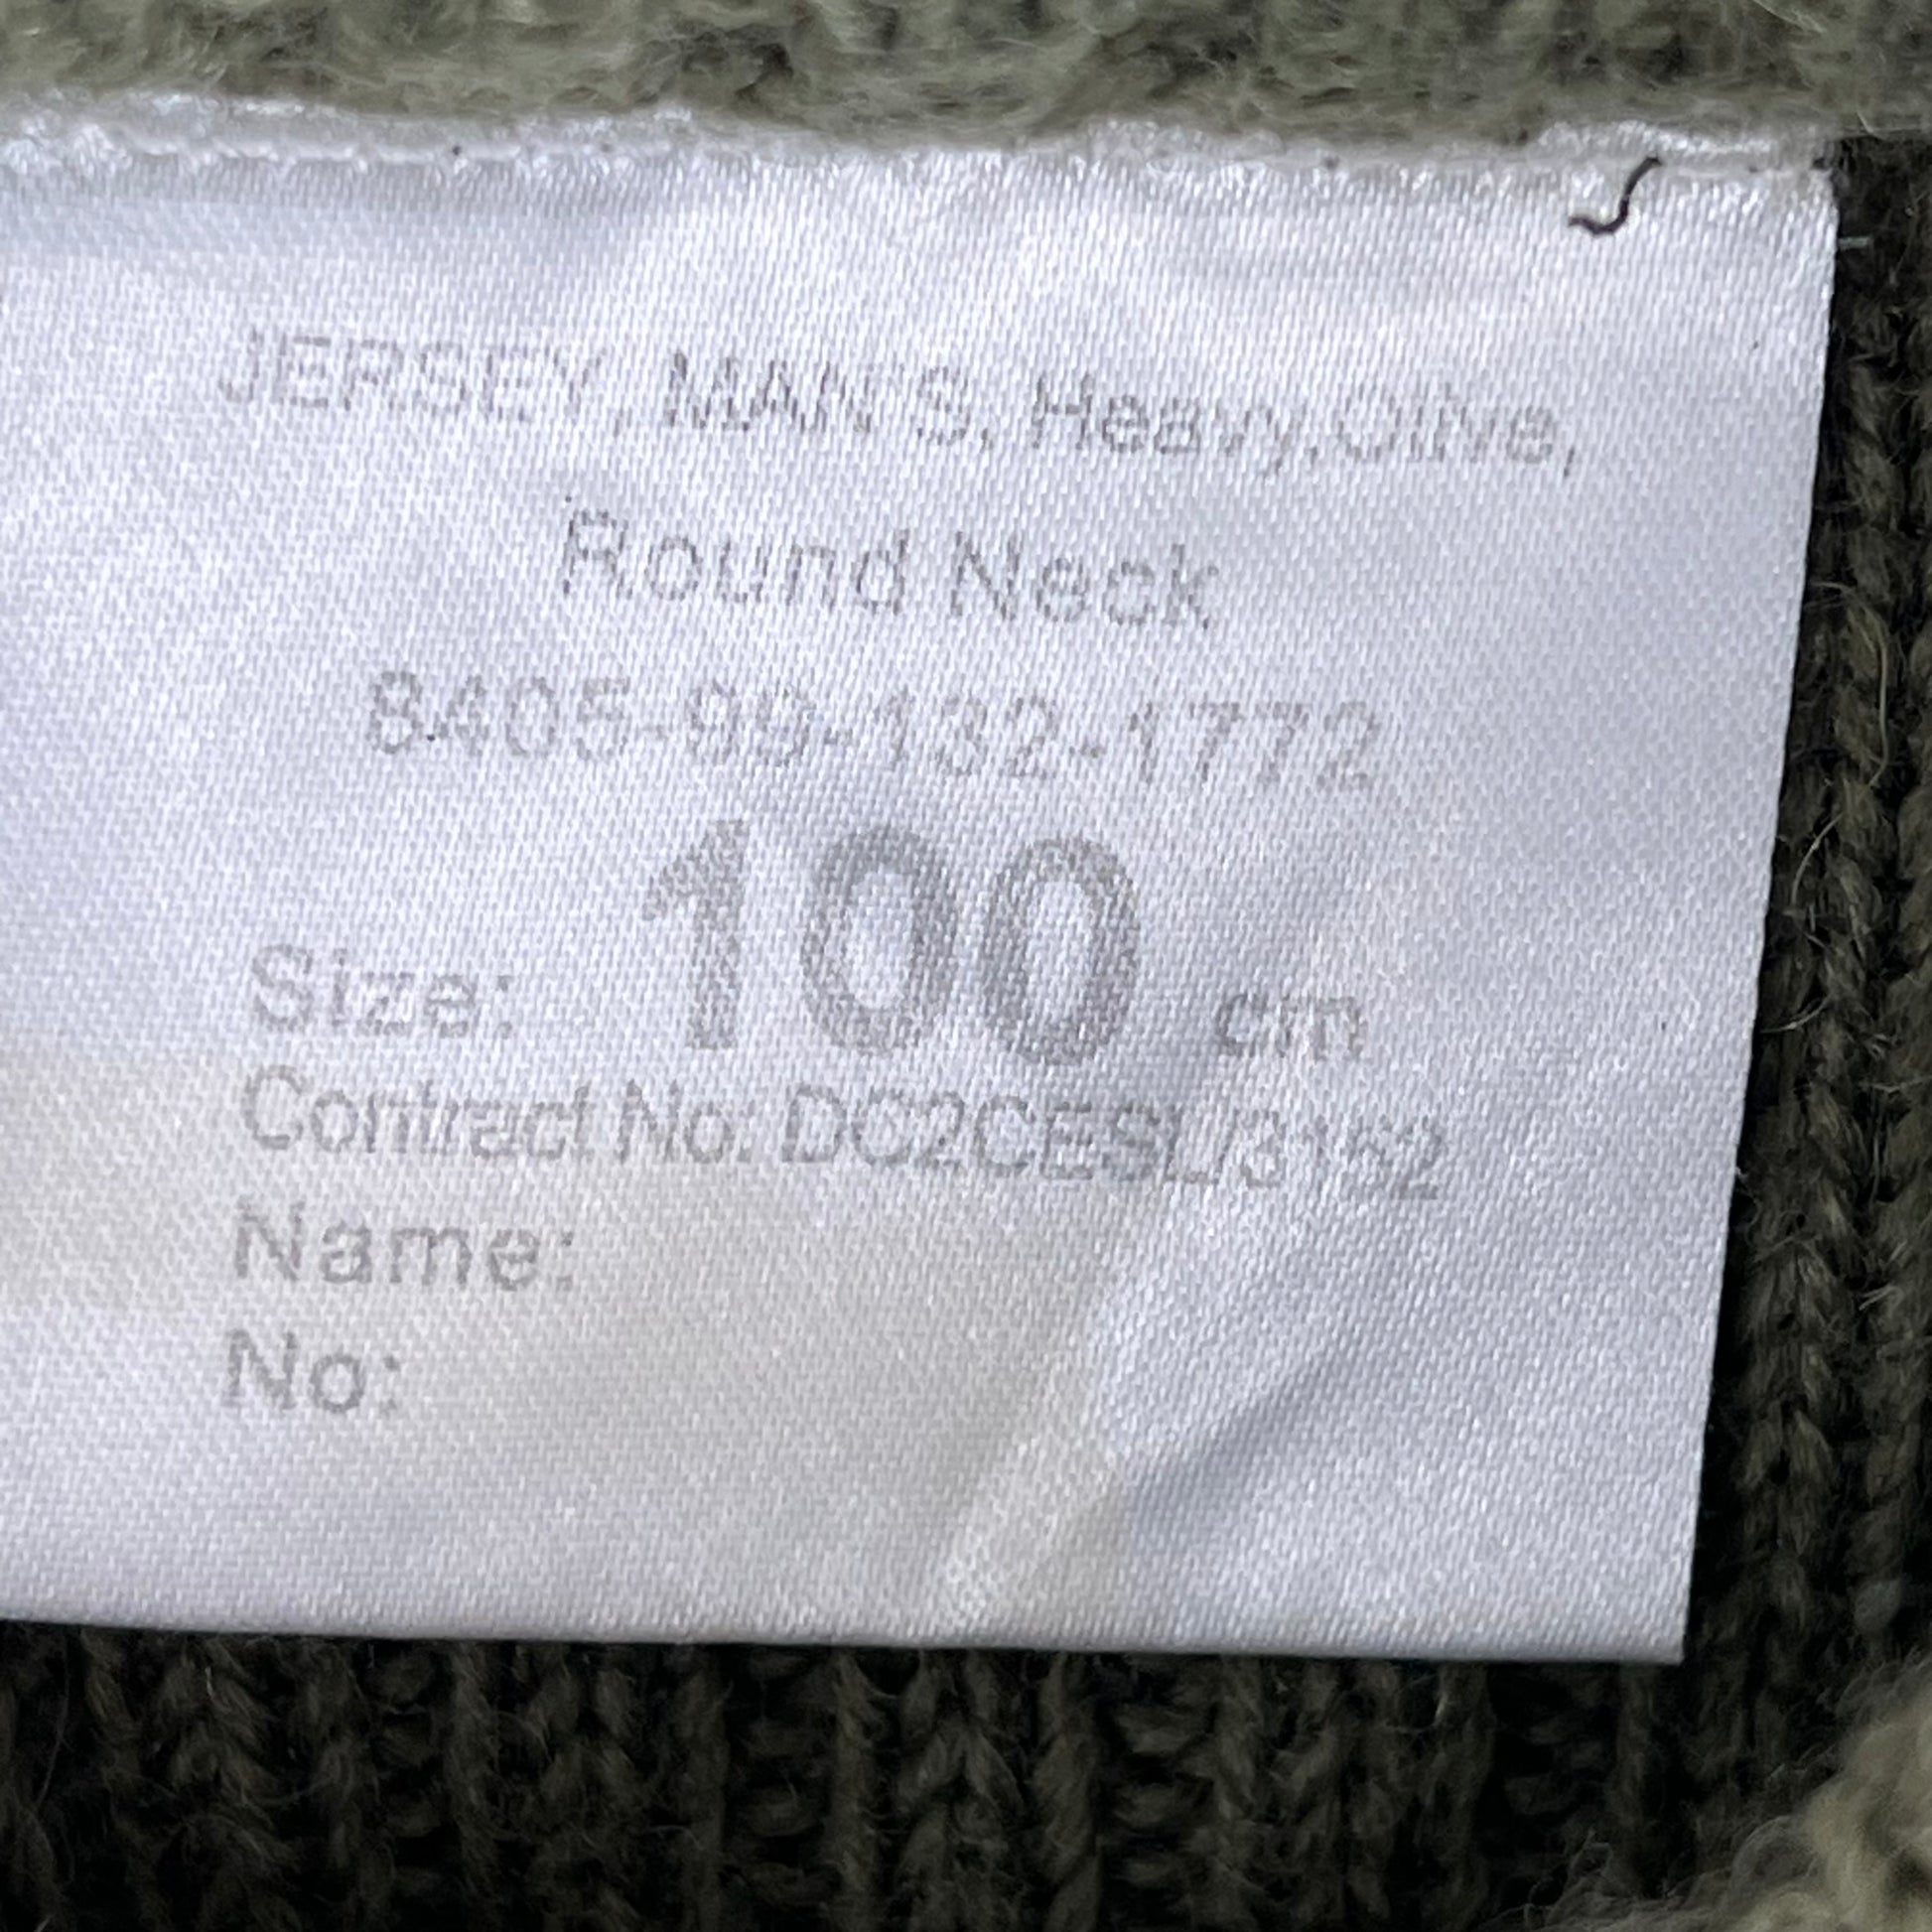 JERSEY, MAN'S, Heavy,Olive,
Round Neck
8405-99-132-1772
Size: 100 cm
Contract No: DC2CESL/3152
Name:
No: